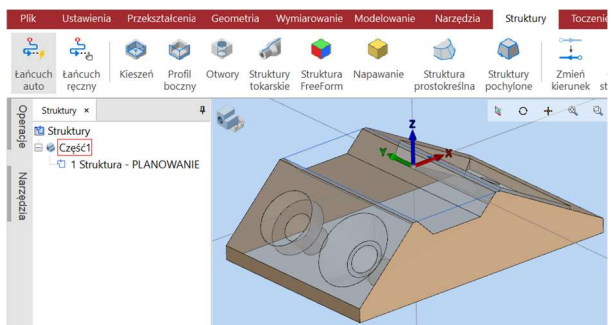 Plik Ustawienia Przekształcenia Geometria Wymiarowanie Modelowanie Narzędzia Struktury
Łańcuch auto
Łańcuch ręczny
Kieszeń
Profil boczny
Otwory
Struktury tokarskie
Struktura FreeForm
Napawanie
Struktura prostokreślna
Struktury pochylone
Zmień kierunek
Operacje
Narzędzia
Struktury ×
Struktury
Część1
1 Struktura - PLANOWANIE
Z
Y
X